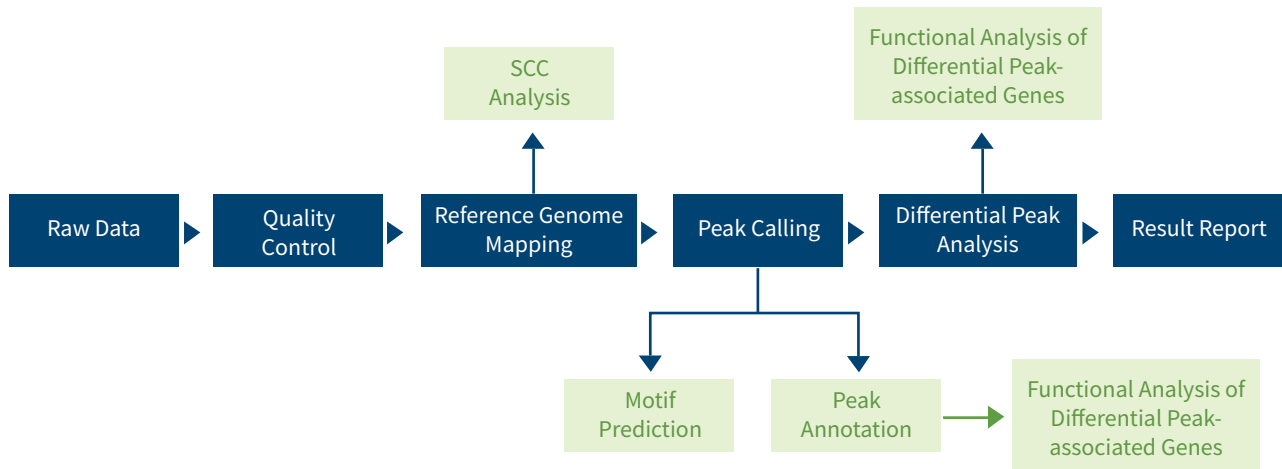 SCC
Analysis
Functional Analysis of
Differential Peak-
associated Genes
Raw Data
Quality
Control
Reference Genome
Mapping
Peak Calling
Differential Peak
Analysis
Result Report
Motif
Prediction
Peak
Annotation
Functional Analysis of
Differential Peak-
associated Genes